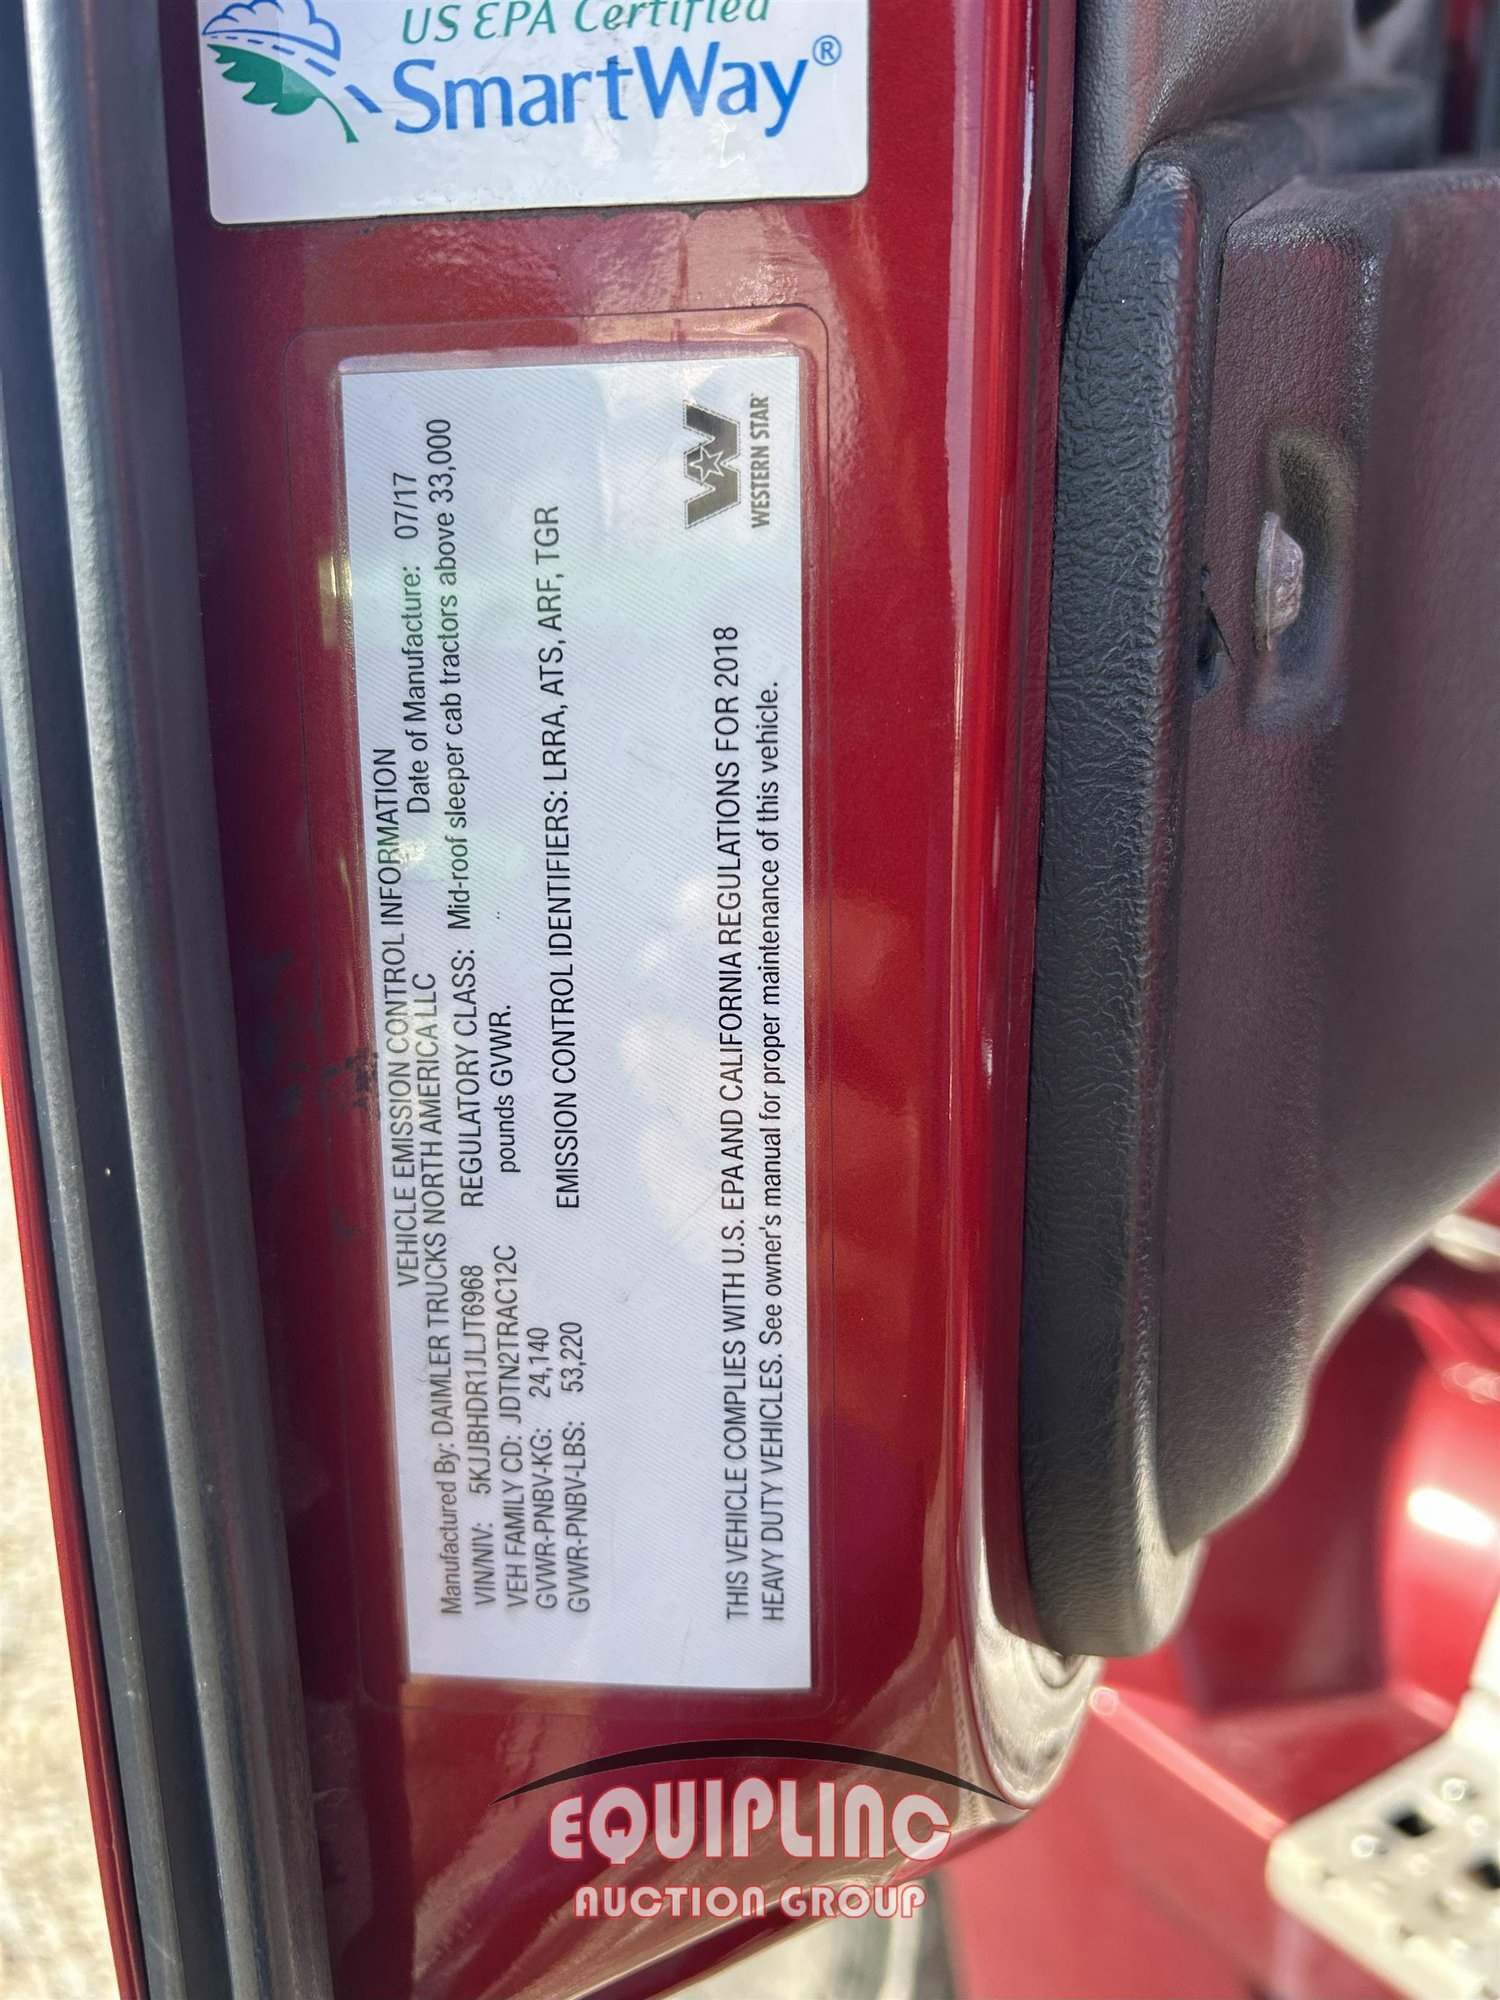 US EPA Certified
SmartWay®
VEHICLE EMISSION CONTROL INFORMATION
Manufactured By: DAIMLER TRUCKS NORTH AMERICA LLC Date of Manufacture: 07/17
VIN/NIV: 5KJJBHDR1JLJT6968 REGULATORY CLASS: Mid-roof sleeper cab tractors above 33,000
VEH FAMILY CD: JDTN2TRAC12C pounds GVWR.
GVWR-PNBV-KG: 24,140
GVWR-PNBV-LBS: 53,220 EMISSION CONTROL IDENTIFIERS: LRRA, ATS, ARF, TGR
THIS VEHICLE COMPLIES WITH U.S. EPA AND CALIFORNIA REGULATIONS FOR 2018
HEAVY DUTY VEHICLES. See owner's manual for proper maintenance of this vehicle.
WESTERN STAR
EQUIPLINC
AUCTION GROUP